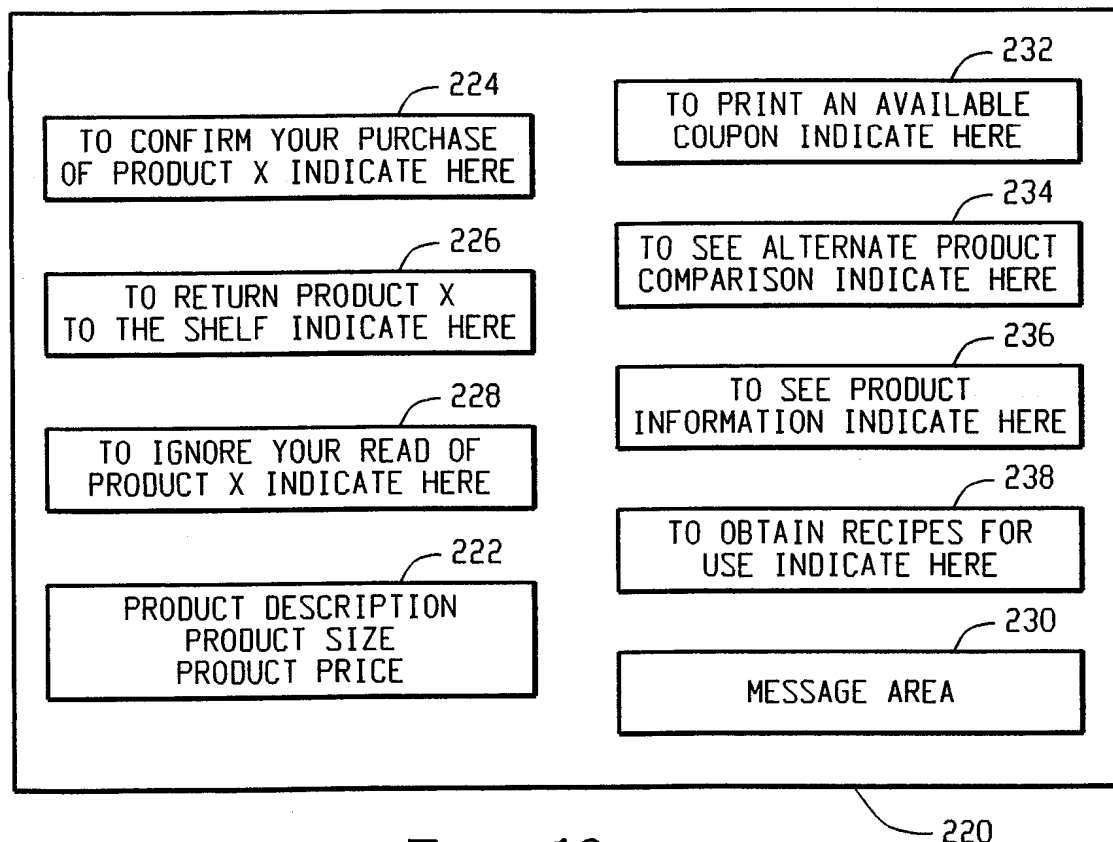 224
TO CONFIRM YOUR PURCHASE
OF PRODUCT X INDICATE HERE
226
TO RETURN PRODUCT X
TO THE SHELF INDICATE HERE
228
TO IGNORE YOUR READ OF
PRODUCT X INDICATE HERE
222
PRODUCT DESCRIPTION
PRODUCT SIZE
PRODUCT PRICE
232
TO PRINT AN AVAILABLE
COUPON INDICATE HERE
234
TO SEE ALTERNATE PRODUCT
COMPARISON INDICATE HERE
236
TO SEE PRODUCT
INFORMATION INDICATE HERE
238
TO OBTAIN RECIPES FOR
USE INDICATE HERE
230
MESSAGE AREA
220